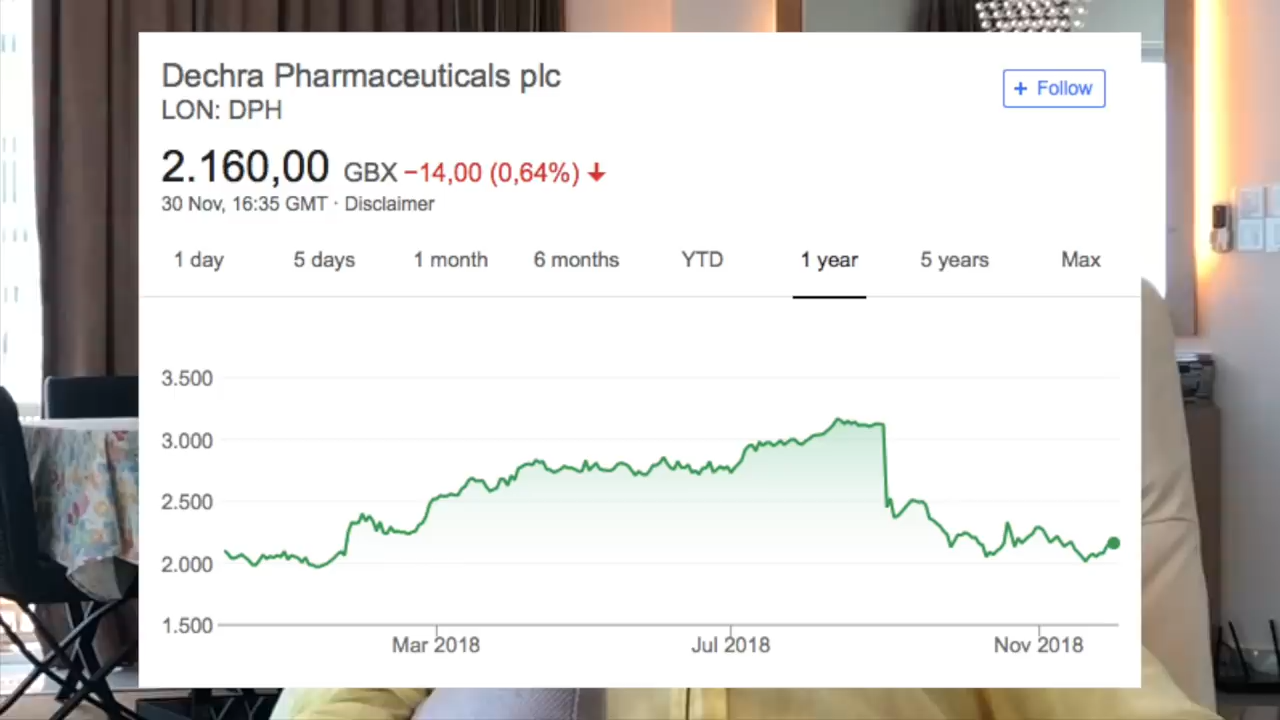 Dechra Pharmaceuticals plc
LON: DPH
+ Follow
2.160,00 GBX −14,00 (0,64%) ↓
30 Nov, 16:35 GMT · Disclaimer
1 day 5 days 1 month 6 months YTD 1 year 5 years Max
3.500
3.000
2.500
2.000
1.500
Mar 2018 Jul 2018 Nov 2018